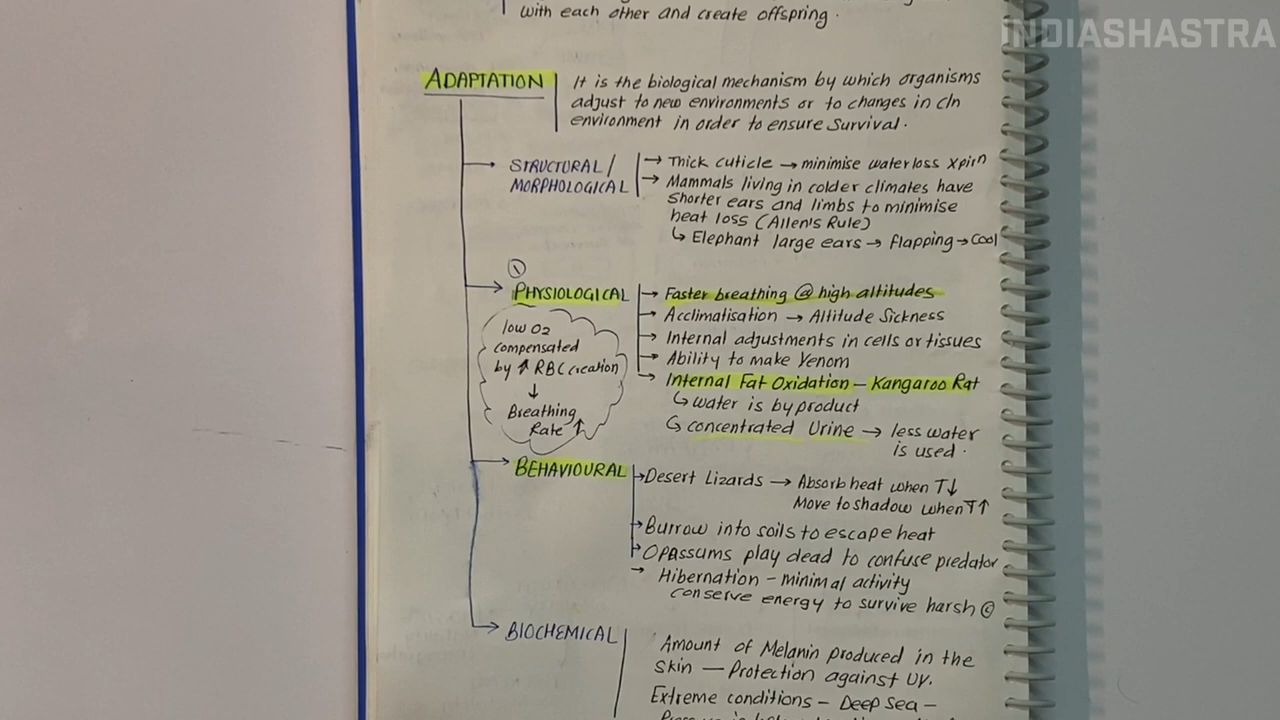 with each other and create offspring.
INDIASHASTRA
ADAPTATION
It is the biological mechanism by which organisms
adjust to new environments or to changes in c/n
environment in order to ensure survival.
STRUCTURAL/
MORPHOLOGICAL
→ Thick cuticle → minimise waterloss xpirn
→ Mammals living in colder climates have
shorter ears and limbs to minimise
heat loss (Allen's Rule)
↳ Elephant large ears → flapping → Cool
①
PHYSIOLOGICAL
→ Faster breathing @ high altitudes
→ Acclimatisation → Altitude Sickness
→ Internal adjustments in cells or tissues
→ Ability to make Venom
→ Internal Fat Oxidation – Kangaroo Rat
↳ water is by product
↳ concentrated Urine → less water
is used.
low O2
compensated
by ↑ RBC creation
↓
Breathing
Rate ↑
BEHAVIOURAL
→ Desert Lizards → Absorb heat when T↓
Move to shadow when T↑
→ Burrow into soils to escape heat
→ Opassums play dead to confuse predator
→ Hibernation – minimal activity
conserve energy to survive harsh ©
BIOCHEMICAL
Amount of Melanin produced in the
skin — Protection against UV.
Extreme conditions – Deep Sea –